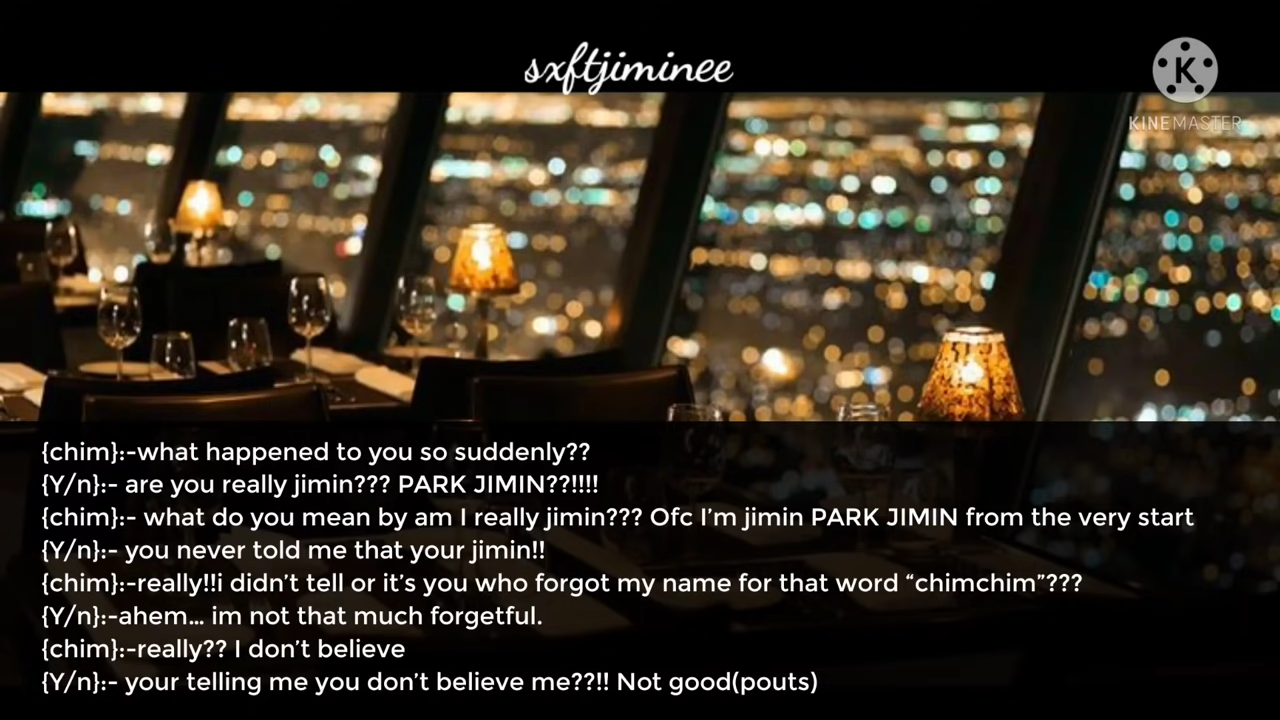 sxftjiminee
K
KINEMASTER
{chim}:-what happened to you so suddenly??
{Y/n}:- are you really jimin??? PARK JIMIN??!!!!
{chim}:- what do you mean by am I really jimin??? Ofc I’m jimin PARK JIMIN from the very start
{Y/n}:- you never told me that your jimin!!
{chim}:-really!!i didn’t tell or it’s you who forgot my name for that word “chimchim”???
{Y/n}:-ahem... im not that much forgetful.
{chim}:-really?? I don’t believe
{Y/n}:- your telling me you don’t believe me??!! Not good(pouts)